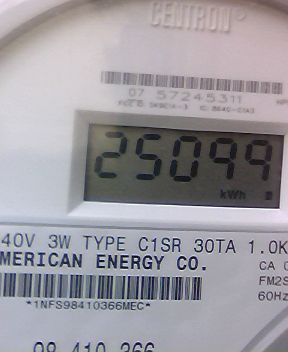 CENTRON®
07 57245311
25099
kWh
40V 3W TYPE C1SR 30TA 1.0K
MERICAN ENERGY CO.
CA 0
FM2S
60Hz
*1NFS98410366MEC*
98 410 366